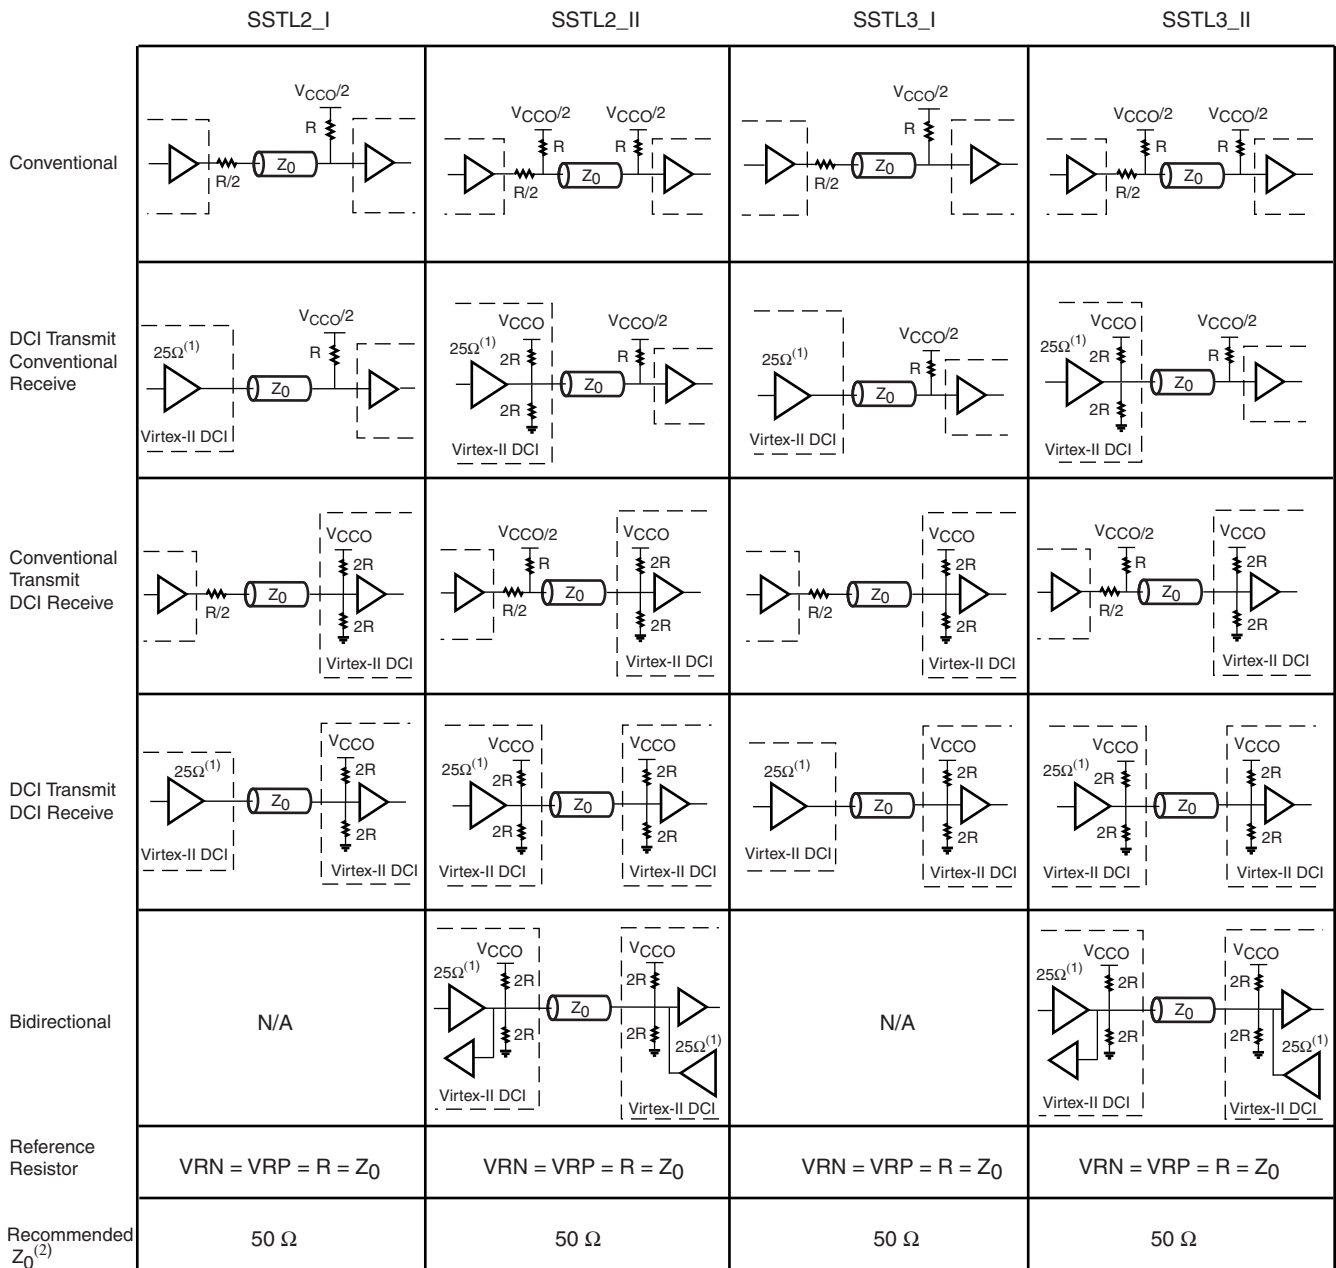 SSTL2_I SSTL2_II SSTL3_I SSTL3_II
Conventional
VCCO/2
R
R/2
Z0
VCCO/2
VCCO/2
R
R
R/2
Z0
VCCO/2
R
R/2
Z0
VCCO/2
VCCO/2
R
R
R/2
Z0
DCI Transmit
Conventional
Receive
25Ω(1)
VCCO/2
R
Z0
Virtex-II DCI
VCCO
VCCO/2
25Ω(1)
2R
R
Z0
2R
Virtex-II DCI
25Ω(1)
VCCO/2
R
Z0
Virtex-II DCI
VCCO
VCCO/2
25Ω(1)
2R
R
Z0
2R
Virtex-II DCI
Conventional
Transmit
DCI Receive
VCCO
2R
Z0
R/2
2R
Virtex-II DCI
VCCO/2
VCCO
R
2R
Z0
R/2
2R
Virtex-II DCI
VCCO
2R
Z0
R/2
2R
Virtex-II DCI
VCCO/2
VCCO
R
2R
Z0
R/2
2R
Virtex-II DCI
DCI Transmit
DCI Receive
25Ω(1)
VCCO
2R
Z0
2R
Virtex-II DCI
Virtex-II DCI
VCCO
VCCO
25Ω(1)
2R
2R
Z0
2R
2R
Virtex-II DCI
Virtex-II DCI
25Ω(1)
VCCO
2R
Z0
2R
Virtex-II DCI
Virtex-II DCI
VCCO
VCCO
25Ω(1)
2R
2R
Z0
2R
2R
Virtex-II DCI
Virtex-II DCI
Bidirectional
N/A
VCCO
VCCO
25Ω(1)
2R
2R
Z0
2R
2R
25Ω(1)
Virtex-II DCI
Virtex-II DCI
N/A
VCCO
VCCO
25Ω(1)
2R
2R
Z0
2R
2R
25Ω(1)
Virtex-II DCI
Virtex-II DCI
Reference
Resistor
VRN = VRP = R = Z0
VRN = VRP = R = Z0
VRN = VRP = R = Z0
VRN = VRP = R = Z0
Recommended
Z0(2)
50 Ω
50 Ω
50 Ω
50 Ω